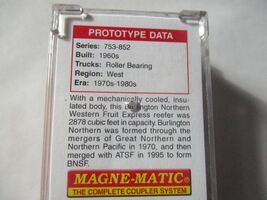 PROTOTYPE DATA
Series: 753-852
Built: 1960s
Trucks: Roller Bearing
Region: West
Era: 1970s-1980s
With a mechanically cooled, insu-
lated body, this Burlington Northern
Western Fruit Express reefer was
2878 cubic feet in capacity. Burlington
Northern was formed through the
mergers of Great Northern and
Northern Pacific in 1970, and then
merged with ATSF in 1995 to form
BNSF.
MAGNE-MATIC®
THE COMPLETE COUPLER SYSTEM